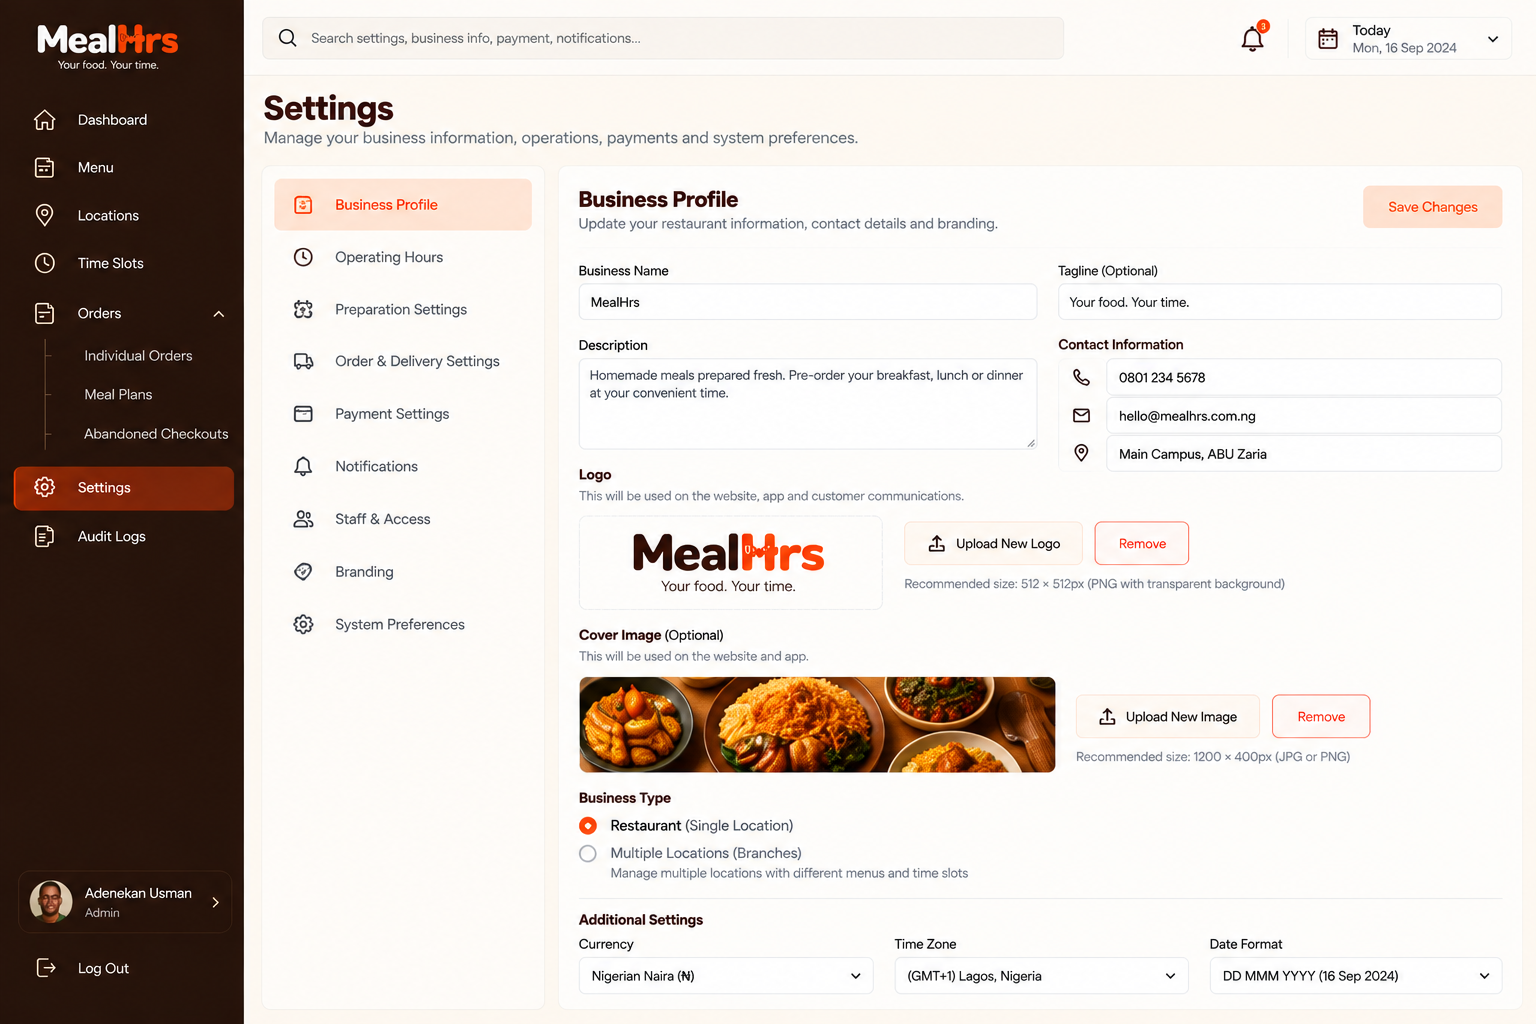 MealHrs
Your food. Your time.
Dashboard
Menu
Locations
Time Slots
Orders
Individual Orders
Meal Plans
Abandoned Checkouts
Settings
Audit Logs
Adenekan Usman
Admin
Log Out
Search settings, business info, payment, notifications...
3
Today
Mon, 16 Sep 2024
Settings
Manage your business information, operations, payments and system preferences.
Business Profile
Operating Hours
Preparation Settings
Order & Delivery Settings
Payment Settings
Notifications
Staff & Access
Branding
System Preferences
Business Profile
Update your restaurant information, contact details and branding.
Save Changes
Business Name
MealHrs
Tagline (Optional)
Your food. Your time.
Description
Homemade meals prepared fresh. Pre-order your breakfast, lunch or dinner
at your convenient time.
Contact Information
0801 234 5678
hello@mealhrs.com.ng
Main Campus, ABU Zaria
Logo
This will be used on the website, app and customer communications.
MealHrs
Your food. Your time.
Upload New Logo
Remove
Recommended size: 512 × 512px (PNG with transparent background)
Cover Image (Optional)
This will be used on the website and app.
Upload New Image
Remove
Recommended size: 1200 × 400px (JPG or PNG)
Business Type
Restaurant (Single Location)
Multiple Locations (Branches)
Manage multiple locations with different menus and time slots
Additional Settings
Currency
Nigerian Naira (₦)
Time Zone
(GMT+1) Lagos, Nigeria
Date Format
DD MMM YYYY (16 Sep 2024)